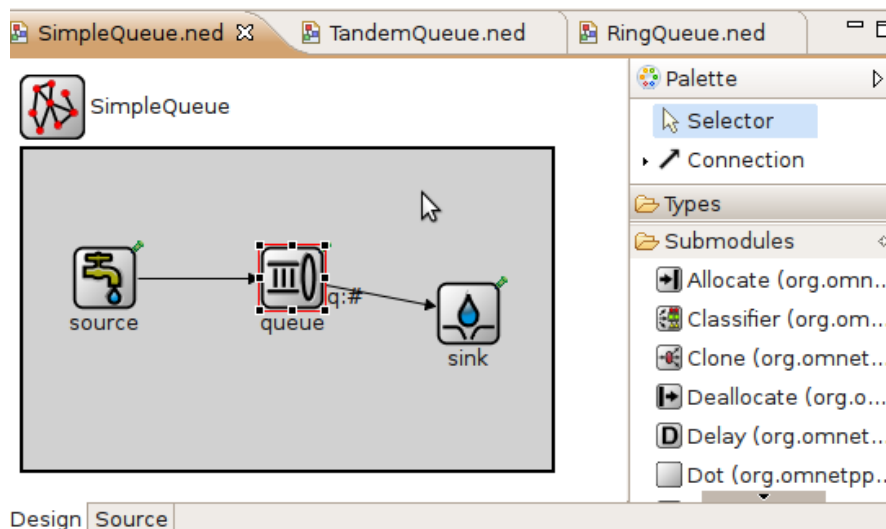 SimpleQueue.ned TandemQueue.ned RingQueue.ned
SimpleQueue
source
queue
q:#
sink
Palette
Selector
Connection
Types
Submodules
Allocate (org.omn..
Classifier (org.om...
Clone (org.omnet...
Deallocate (org.o...
D Delay (org.omnet...
Dot (org.omnetpp..
Design Source